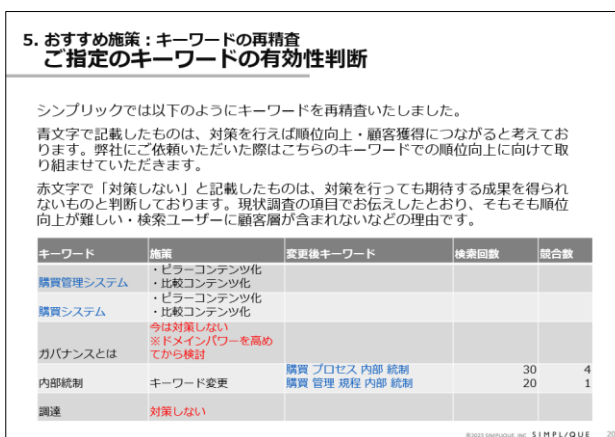 5. おすすめ施策：キーワードの再精査
ご指定のキーワードの有効性判断
シンプリックでは以下のようにキーワードを再精査いたしました。
青文字で記載したものは、対策を行えば順位向上・顧客獲得につながると考えてお
ります。弊社にご依頼いただいた際はこちらのキーワードでの順位向上に向けて取
り組ませていただきます。
赤文字で「対策しない」と記載したものは、対策を行っても期待する成果を得られ
ないものと判断しております。現状調査の項目でお伝えしたとおり、そもそも順位
向上が難しい・検索ユーザーに顧客層が含まれないなどの理由です。
キーワード 施策 変更後キーワード 検索回数 競合数
・ピラーコンテンツ化
購買管理システム ・比較コンテンツ化
・ピラーコンテンツ化
購買システム ・比較コンテンツ化
今は対策しない
※ドメインパワーを高め
ガバナンスとは てから検討
購買 プロセス 内部 統制 30 4
内部統制 キーワード変更 購買 管理 規程 内部 統制 20 1
調達 対策しない
©2023 SIMPLIQUE, INC. SIMPL/QUE 20